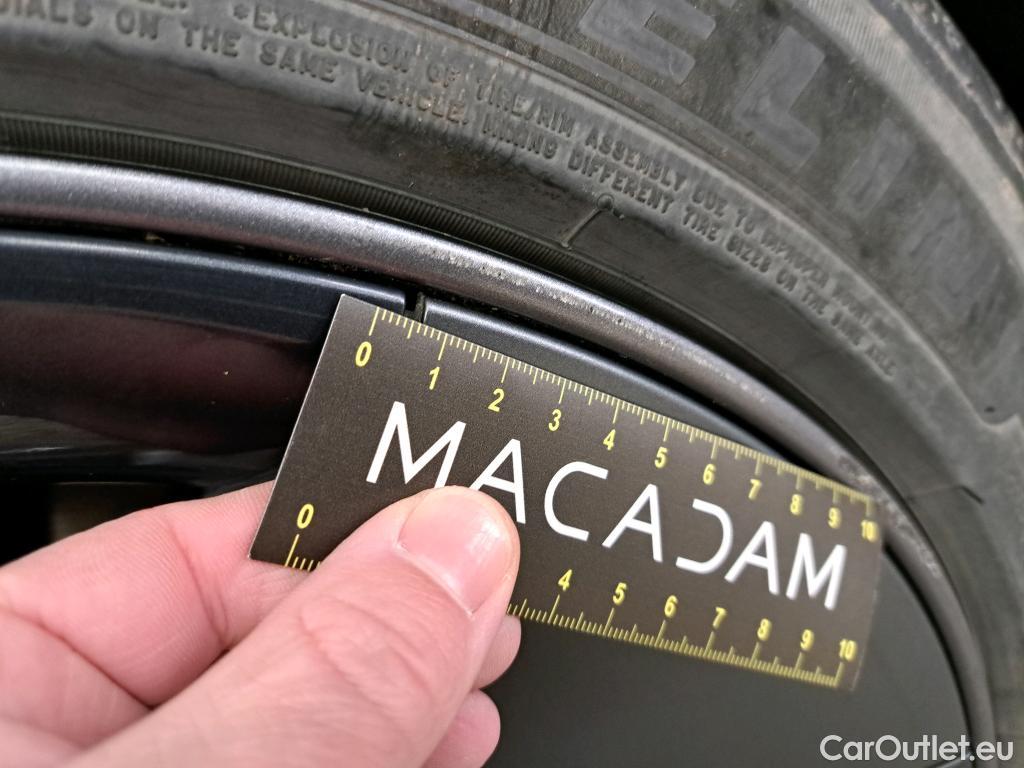 *EXPLOSION OF TIRE/RIM ASSEMBLY DUE TO IMPROPER
IALS ON THE SAME VEHICLE. MIXING DIFFERENT TIRE SIZES ON THE SAME AXLE
0 1 2 3 4 5 6 7 8 9 10
MACADAM
0 4 5 6 7 8 9 10
CarOutlet.eu